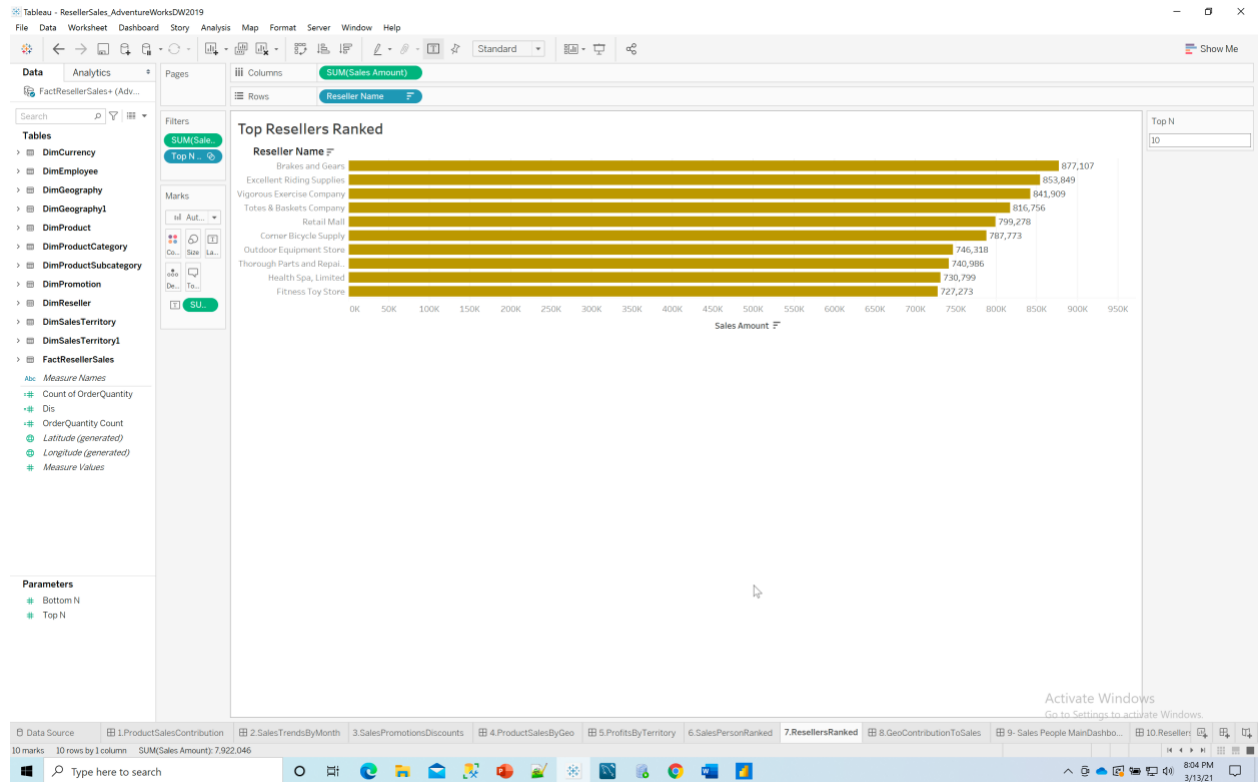 Tableau - ResellerSales_AdventureWorksDW2019
File Data Worksheet Dashboard Story Analysis Map Format Server Window Help
Standard
Show Me
Data Analytics
FactResellerSales+ (Adv...
Search
Tables
DimCurrency
DimEmployee
DimGeography
DimGeography1
DimProduct
DimProductCategory
DimProductSubcategory
DimPromotion
DimReseller
DimSalesTerritory
DimSalesTerritory1
FactResellerSales
Abc Measure Names
Count of OrderQuantity
Dis
OrderQuantity Count
Latitude (generated)
Longitude (generated)
Measure Values
Parameters
Bottom N
Top N
Pages
Filters
SUM(Sale..
Top N ..
Marks
Aut...
Co... Size La...
De... To...
SU..
Columns SUM(Sales Amount)
Rows Reseller Name
Top Resellers Ranked
Reseller Name
Brakes and Gears 877,107
Excellent Riding Supplies 853,849
Vigorous Exercise Company 841,909
Totes & Baskets Company 816,756
Retail Mall 799,278
Corner Bicycle Supply 787,773
Outdoor Equipment Store 746,318
Thorough Parts and Repai.. 740,986
Health Spa, Limited 730,799
Fitness Toy Store 727,273
0K 50K 100K 150K 200K 250K 300K 350K 400K 450K 500K 550K 600K 650K 700K 750K 800K 850K 900K 950K
Sales Amount
Top N
10
Activate Windows
Go to Settings to activate Windows.
Data Source 1.ProductSalesContribution 2.SalesTrendsByMonth 3.SalesPromotionsDiscounts 4.ProductSalesByGeo 5.ProfitsByTerritory 6.SalesPersonRanked 7.ResellersRanked 8.GeoContributionToSales 9- Sales People MainDashbo... 10.Resellers
10 marks 10 rows by 1 column SUM(Sales Amount): 7,922,046
Type here to search
8:04 PM